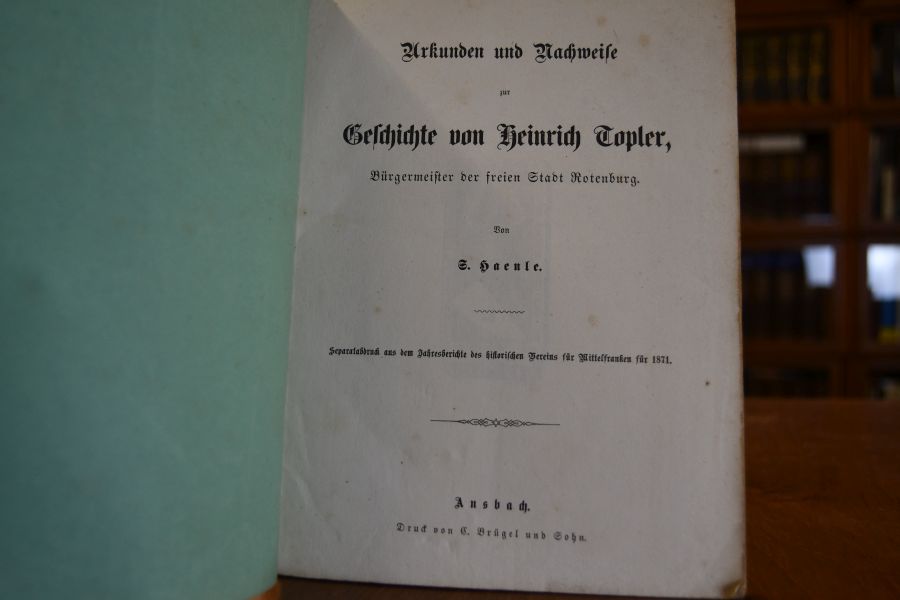 Urkunden und Nachweise
zur
Geschichte von Heinrich Topler,
Bürgermeister der freien Stadt Rotenburg.
Von
S. Haenle.
Separatabdruck aus dem Jahresberichte des historischen Vereins für Mittelfranken für 1871.
Ansbach.
Druck von C. Brügel und Sohn.